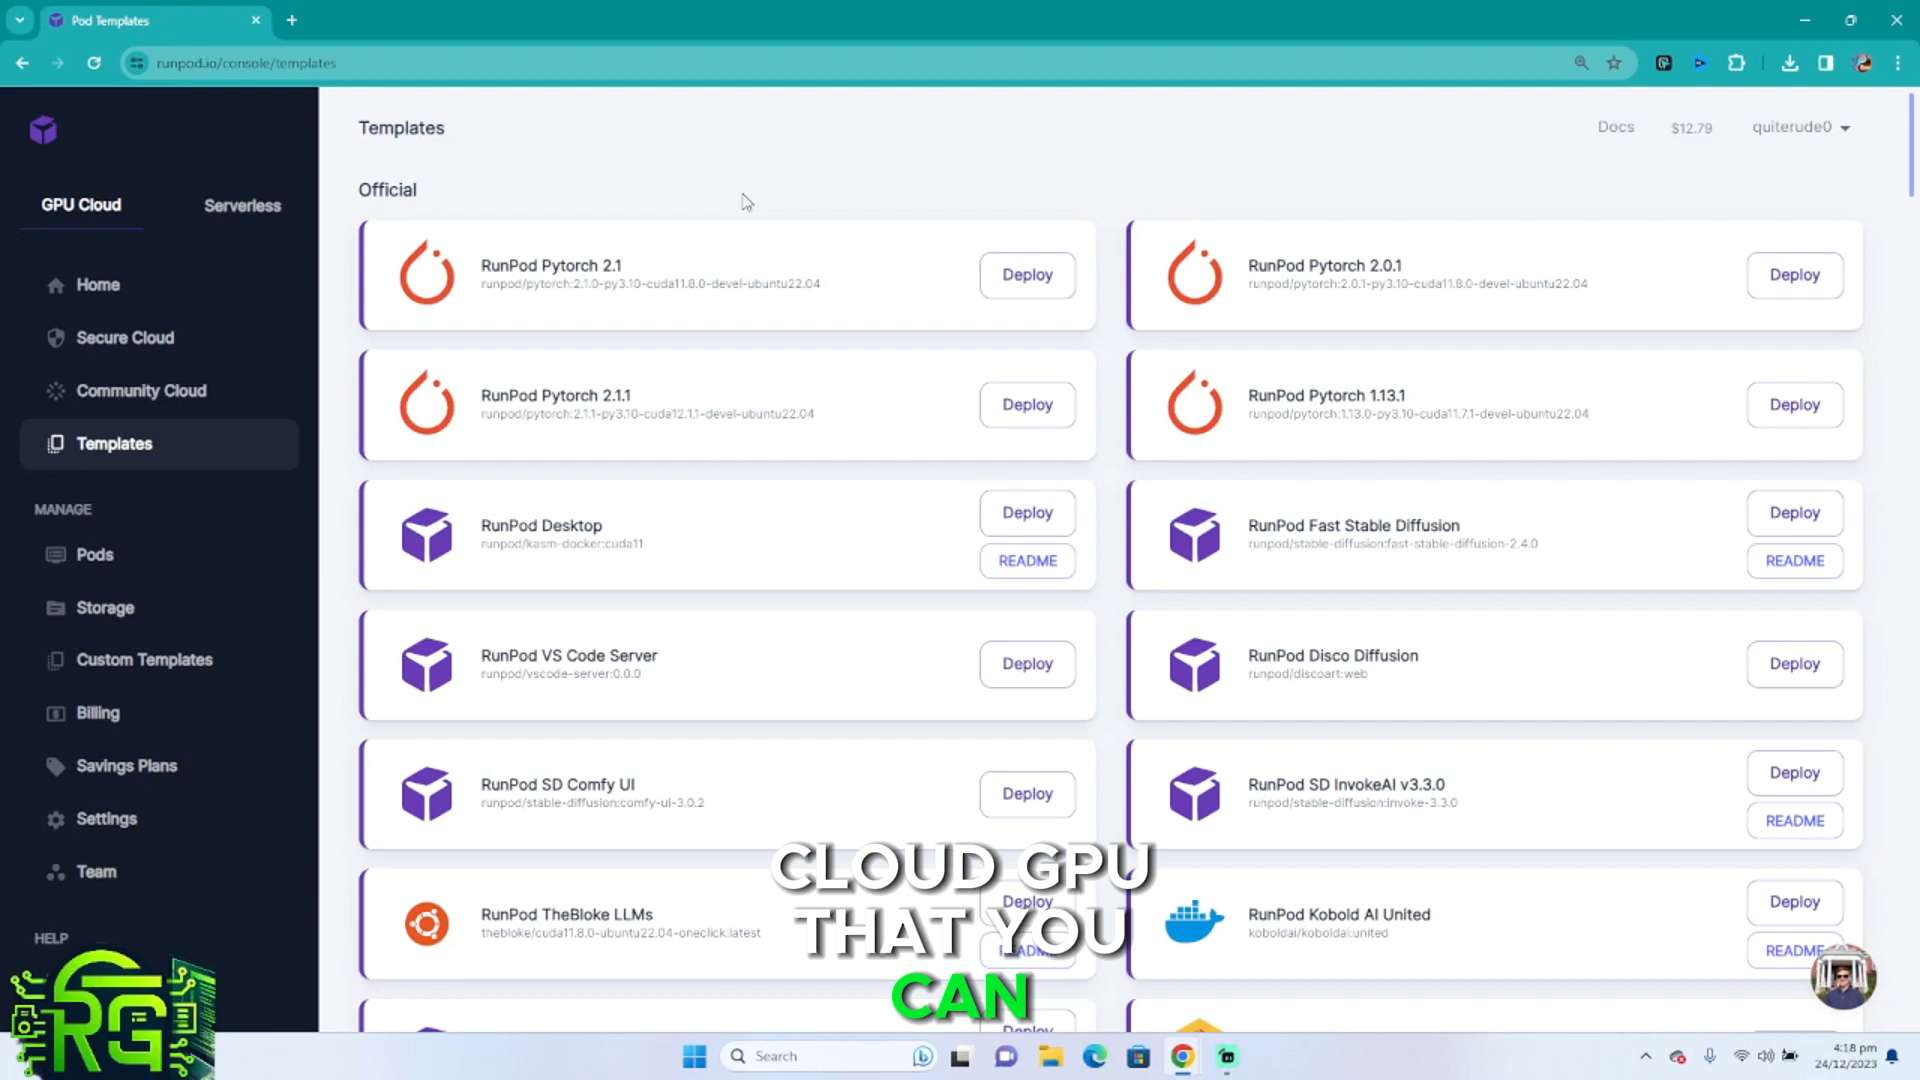 Pod Templates
runpod.io/console/templates
Templates
Docs
$12.79
quiterude0
GPU Cloud
Serverless
Official
Home
Secure Cloud
Community Cloud
Templates
MANAGE
Pods
Storage
Custom Templates
Billing
Savings Plans
Settings
Team
HELP
RunPod Pytorch 2.1
runpod/pytorch:2.1.0-py3.10-cuda11.8.0-devel-ubuntu22.04
Deploy
RunPod Pytorch 2.0.1
runpod/pytorch:2.0.1-py3.10-cuda11.8.0-devel-ubuntu22.04
Deploy
RunPod Pytorch 2.1.1
runpod/pytorch:2.1.1-py3.10-cuda12.1.1-devel-ubuntu22.04
Deploy
RunPod Pytorch 1.13.1
runpod/pytorch:1.13.0-py3.10-cuda11.7.1-devel-ubuntu22.04
Deploy
RunPod Desktop
runpod/kasm-docker:cuda11
Deploy
README
RunPod Fast Stable Diffusion
runpod/stable-diffusion:fast-stable-diffusion-2.4.0
Deploy
README
RunPod VS Code Server
runpod/vscode-server:0.0.0
Deploy
RunPod Disco Diffusion
runpod/discoart:web
Deploy
RunPod SD Comfy UI
runpod/stable-diffusion:comfy-ui-3.0.2
Deploy
RunPod SD InvokeAI v3.3.0
runpod/stable-diffusion:invoke-3.3.0
Deploy
README
RunPod TheBloke LLMs
thebloke/cuda11.8.0-ubuntu22.04-oneclick:latest
Deploy
README
RunPod Kobold AI United
koboldai/koboldai:united
Deploy
README
Deploy
CLOUD GPU
THAT YOU
CAN
RG
Search
4:18 pm
24/12/2023